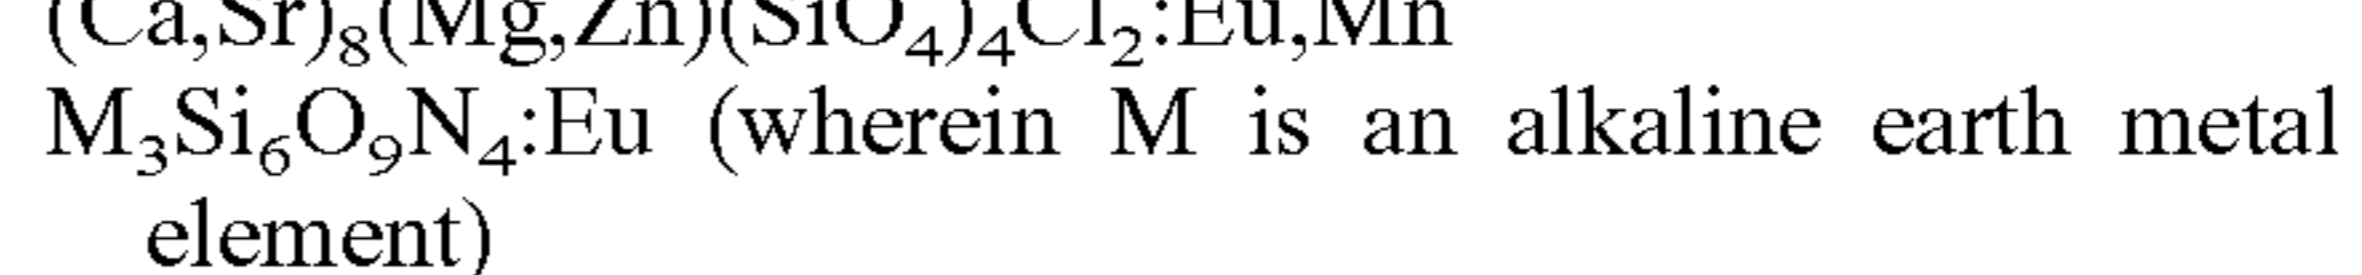 (Ca,Sr)₈(Mg,Zn)(SiO₄)₄Cl₂:Eu,Mn
M₃Si₆O₉N₄:Eu (wherein M is an alkaline earth metal
element)